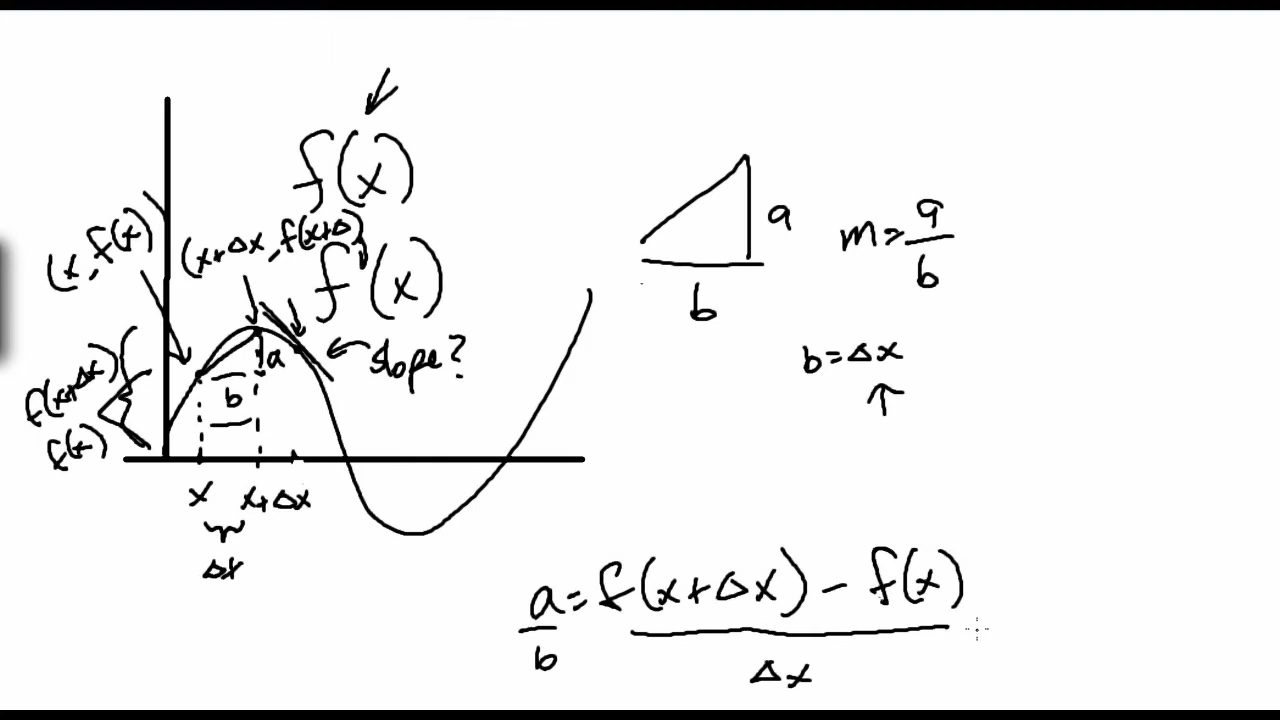 f(x)
(x, f(x)) (x+Δx, f(x+Δ)
f'(x)
a
b
m = a/b
slope?
a
b
b = Δx
f(x+Δx)
f(x)
x x+Δx
Δx
a/b = f(x+Δx) - f(x)
Δx